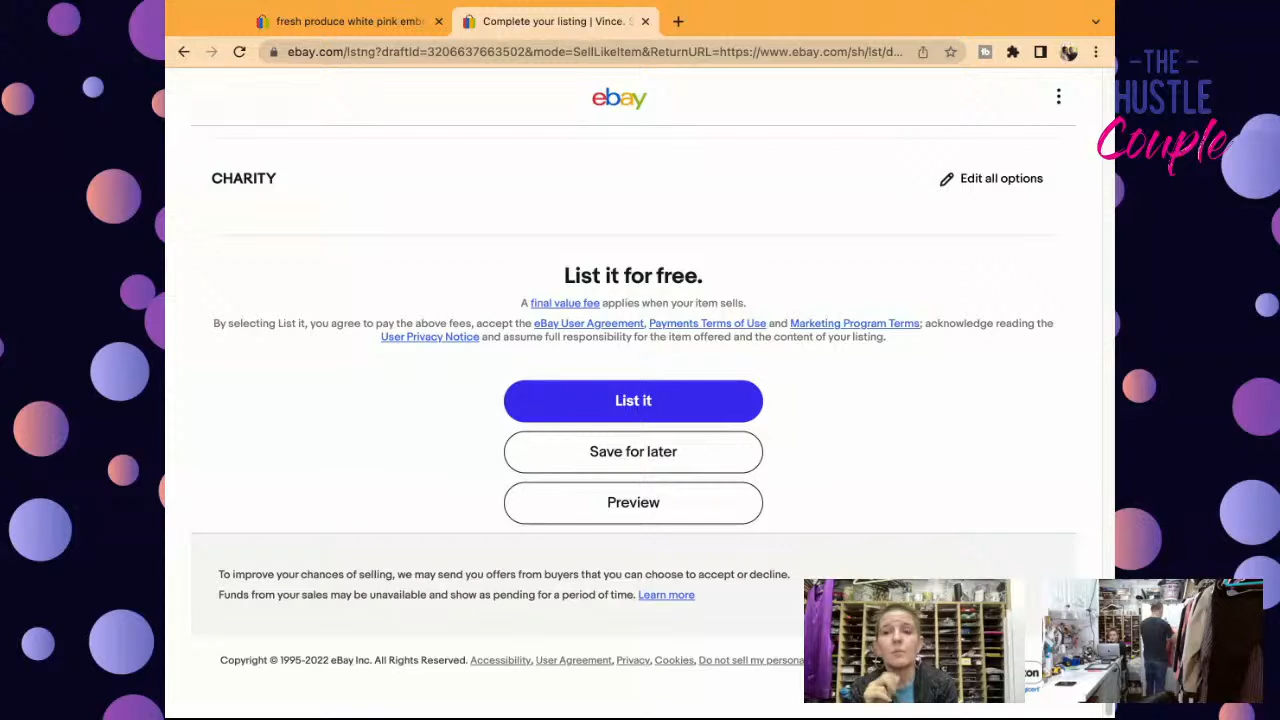 fresh produce white pink emb
Complete your listing | Vince. S
ebay.com/lstng?draftId=3206637663502&mode=SellLikeItem&ReturnURL=https://www.ebay.com/sh/lst/d...
-THE
HUSTLE
Couple
ebay
CHARITY
Edit all options
List it for free.
A final value fee applies when your item sells.
By selecting List it, you agree to pay the above fees, accept the eBay User Agreement, Payments Terms of Use and Marketing Program Terms; acknowledge reading the
User Privacy Notice and assume full responsibility for the item offered and the content of your listing.
List it
Save for later
Preview
To improve your chances of selling, we may send you offers from buyers that you can choose to accept or decline.
Funds from your sales may be unavailable and show as pending for a period of time. Learn more
Copyright © 1995-2022 eBay Inc. All Rights Reserved. Accessibility, User Agreement, Privacy, Cookies, Do not sell my persona